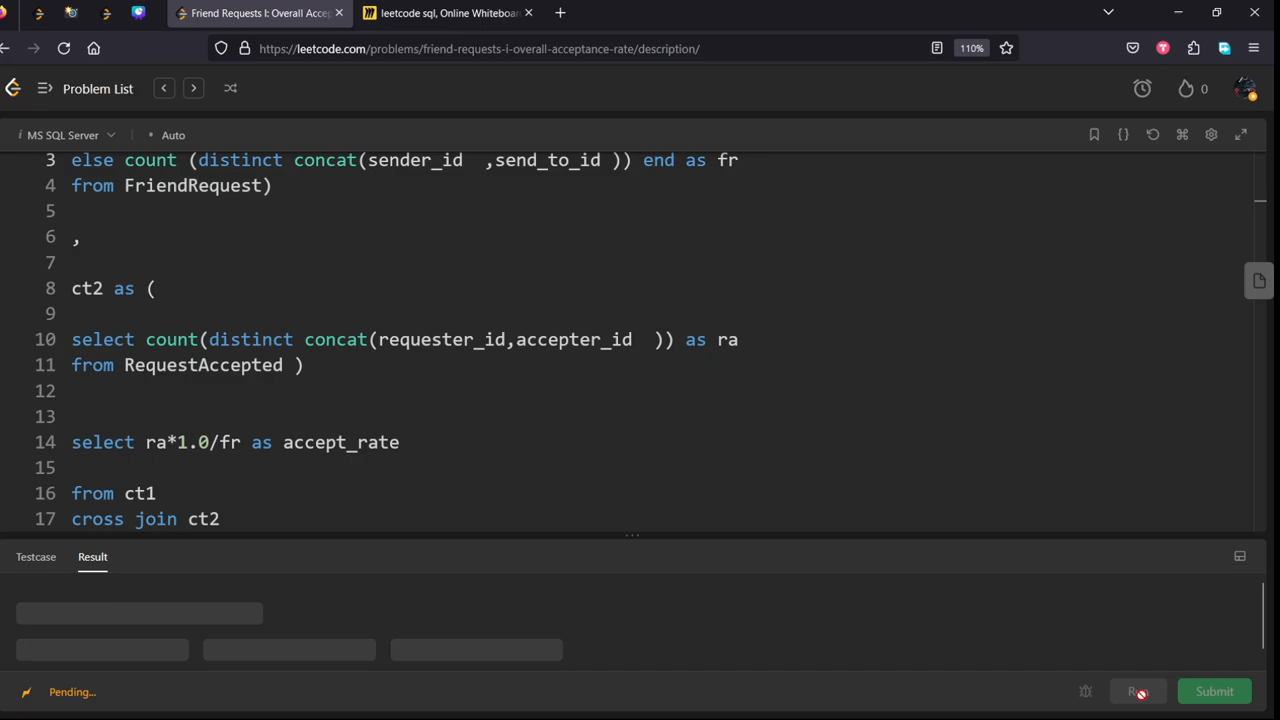 Friend Requests I: Overall Accep
leetcode sql, Online Whiteboar
https://leetcode.com/problems/friend-requests-i-overall-acceptance-rate/description/
110%
Problem List
0
i MS SQL Server
Auto
3 else count (distinct concat(sender_id  ,send_to_id )) end as fr
4 from FriendRequest)
5
6 ,
7
8 ct2 as (
9
10 select count(distinct concat(requester_id,accepter_id  )) as ra
11 from RequestAccepted )
12
13
14 select ra*1.0/fr as accept_rate
15
16 from ct1
17 cross join ct2
Testcase
Result
Pending...
Submit